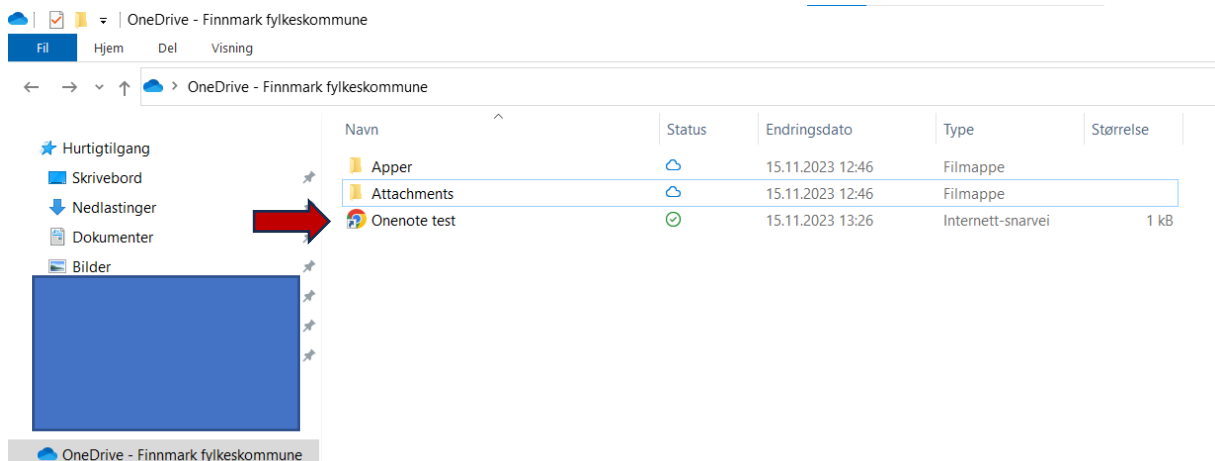 OneDrive - Finnmark fylkeskommune
Fil Hjem Del Visning
OneDrive - Finnmark fylkeskommune
Navn Status Endringsdato Type Størrelse
Hurtigtilgang
Skrivebord
Nedlastinger
Dokumenter
Bilder
OneDrive - Finnmark fylkeskommune
Apper 15.11.2023 12:46 Filmappe
Attachments 15.11.2023 12:46 Filmappe
Onenote test 15.11.2023 13:26 Internett-snarvei 1 kB